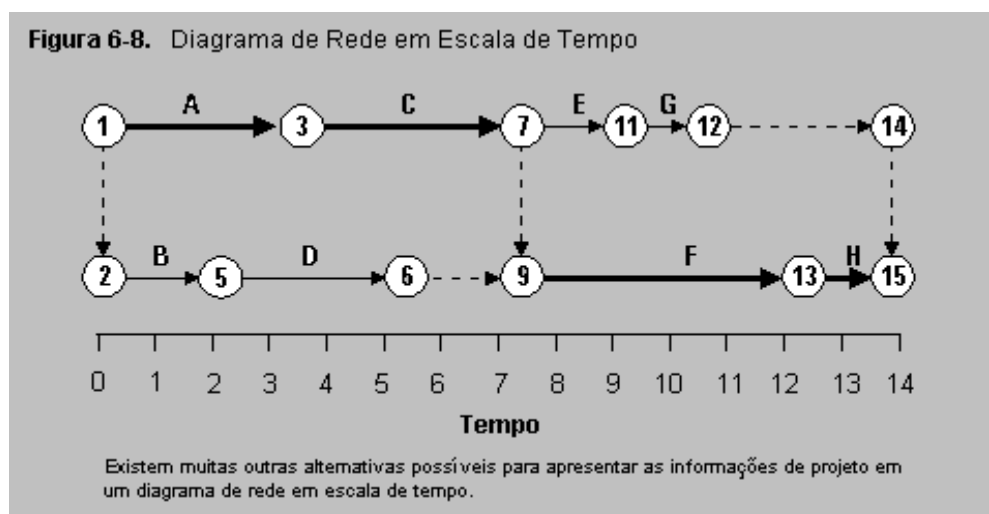 Figura 6-8. Diagrama de Rede em Escala de Tempo
A C E G
1 3 7 11 12 14
B D F H
2 5 6 9 13 15
0 1 2 3 4 5 6 7 8 9 10 11 12 13 14
Tempo
Existem muitas outras alternativas possíveis para apresentar as informações de projeto em
um diagrama de rede em escala de tempo.